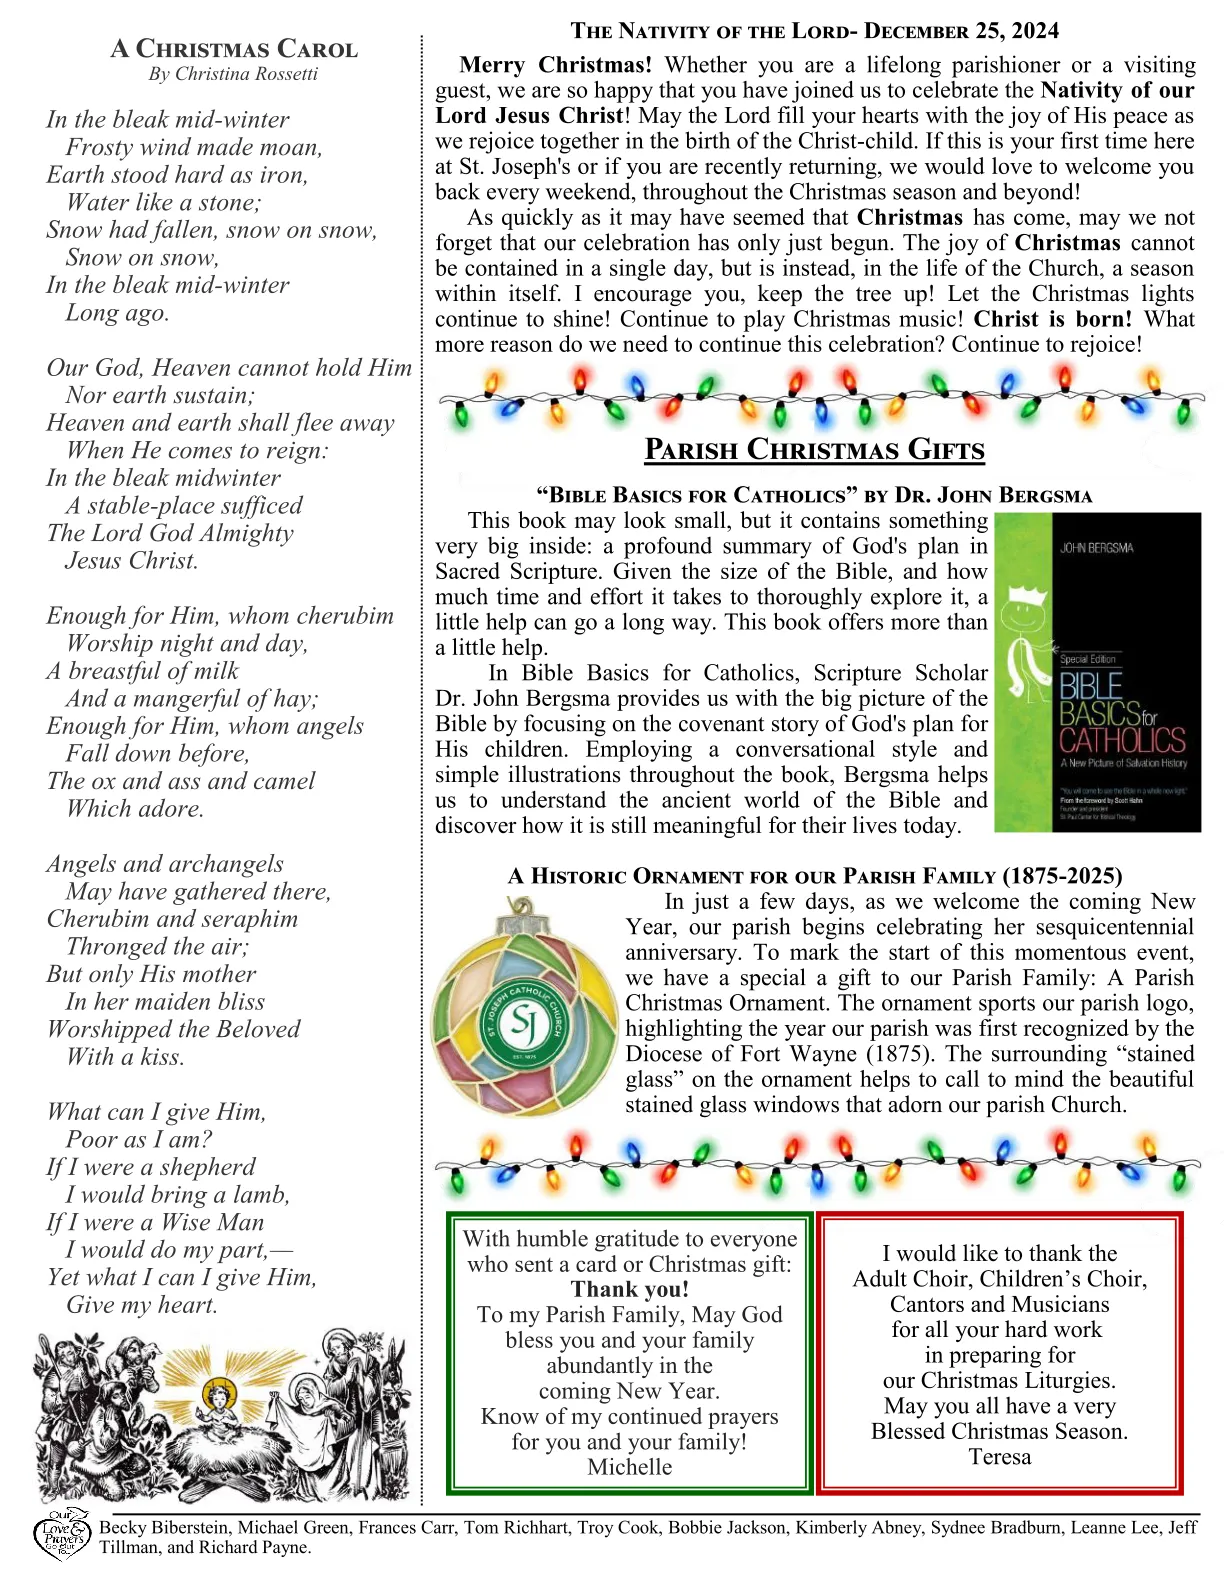 A Christmas Carol
By Christina Rossetti
In the bleak mid-winter
Frosty wind made moan,
Earth stood hard as iron,
Water like a stone;
Snow had fallen, snow on snow,
Snow on snow,
In the bleak mid-winter
Long ago.
Our God, Heaven cannot hold Him
Nor earth sustain;
Heaven and earth shall flee away
When He comes to reign:
In the bleak midwinter
A stable-place sufficed
The Lord God Almighty
Jesus Christ.
Enough for Him, whom cherubim
Worship night and day,
A breastful of milk
And a mangerful of hay;
Enough for Him, whom angels
Fall down before,
The ox and ass and camel
Which adore.
Angels and archangels
May have gathered there,
Cherubim and seraphim
Thronged the air;
But only His mother
In her maiden bliss
Worshipped the Beloved
With a kiss.
What can I give Him,
Poor as I am?
If I were a shepherd
I would bring a lamb,
If I were a Wise Man
I would do my part,—
Yet what I can I give Him,
Give my heart.
The Nativity of the Lord- December 25, 2024
Merry Christmas! Whether you are a lifelong parishioner or a visiting
guest, we are so happy that you have joined us to celebrate the Nativity of our
Lord Jesus Christ! May the Lord fill your hearts with the joy of His peace as
we rejoice together in the birth of the Christ-child. If this is your first time here
at St. Joseph's or if you are recently returning, we would love to welcome you
back every weekend, throughout the Christmas season and beyond!
As quickly as it may have seemed that Christmas has come, may we not
forget that our celebration has only just begun. The joy of Christmas cannot
be contained in a single day, but is instead, in the life of the Church, a season
within itself. I encourage you, keep the tree up! Let the Christmas lights
continue to shine! Continue to play Christmas music! Christ is born! What
more reason do we need to continue this celebration? Continue to rejoice!
Parish Christmas Gifts
“Bible Basics for Catholics” by Dr. John Bergsma
This book may look small, but it contains something
very big inside: a profound summary of God's plan in
Sacred Scripture. Given the size of the Bible, and how
much time and effort it takes to thoroughly explore it, a
little help can go a long way. This book offers more than
a little help.
In Bible Basics for Catholics, Scripture Scholar
Dr. John Bergsma provides us with the big picture of the
Bible by focusing on the covenant story of God's plan for
His children. Employing a conversational style and
simple illustrations throughout the book, Bergsma helps
us to understand the ancient world of the Bible and
discover how it is still meaningful for their lives today.
JOHN BERGSMA
Special Edition
BIBLE
BASICS for
CATHOLICS
A New Picture of Salvation History
"You will come to see the Bible in a whole new light."
From the foreword by Scott Hahn
Founder and president
St. Paul Center for Biblical Theology
A Historic Ornament for our Parish Family (1875-2025)
In just a few days, as we welcome the coming New
Year, our parish begins celebrating her sesquicentennial
anniversary. To mark the start of this momentous event,
we have a special a gift to our Parish Family: A Parish
Christmas Ornament. The ornament sports our parish logo,
highlighting the year our parish was first recognized by the
Diocese of Fort Wayne (1875). The surrounding “stained
glass” on the ornament helps to call to mind the beautiful
stained glass windows that adorn our parish Church.
ST. JOSEPH CATHOLIC CHURCH
SJ
EST. 1875
With humble gratitude to everyone
who sent a card or Christmas gift:
Thank you!
To my Parish Family, May God
bless you and your family
abundantly in the
coming New Year.
Know of my continued prayers
for you and your family!
Michelle
I would like to thank the
Adult Choir, Children’s Choir,
Cantors and Musicians
for all your hard work
in preparing for
our Christmas Liturgies.
May you all have a very
Blessed Christmas Season.
Teresa
Our
Love &
Prayers
Go Out
To...
Becky Biberstein, Michael Green, Frances Carr, Tom Richhart, Troy Cook, Bobbie Jackson, Kimberly Abney, Sydnee Bradburn, Leanne Lee, Jeff
Tillman, and Richard Payne.